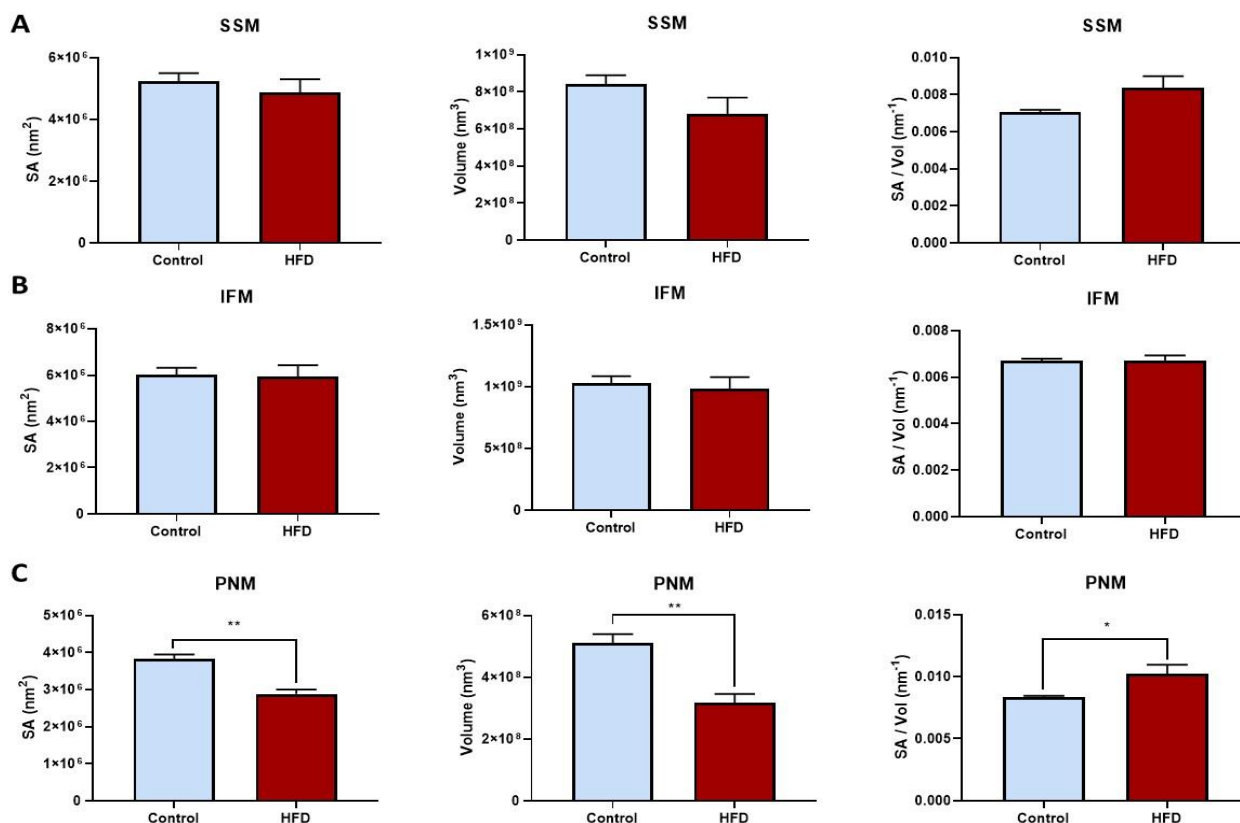 A
SSM
SSM
SSM
6×10⁶
4×10⁶
2×10⁶
0
SA (nm²)
Control
HFD
1×10⁹
8×10⁸
6×10⁸
4×10⁸
2×10⁸
0
Volume (nm³)
Control
HFD
0.010
0.008
0.006
0.004
0.002
0.000
SA / Vol (nm⁻¹)
Control
HFD
B
IFM
IFM
IFM
8×10⁶
6×10⁶
4×10⁶
2×10⁶
0
SA (nm²)
Control
HFD
1.5×10⁹
1×10⁹
5×10⁸
0
Volume (nm³)
Control
HFD
0.008
0.006
0.004
0.002
0.000
SA / Vol (nm⁻¹)
Control
HFD
C
PNM
PNM
PNM
5×10⁶
4×10⁶
3×10⁶
2×10⁶
1×10⁶
0
SA (nm²)
**
Control
HFD
6×10⁸
4×10⁸
2×10⁸
0
Volume (nm³)
**
Control
HFD
0.015
0.010
0.005
0.000
SA / Vol (nm⁻¹)
*
Control
HFD